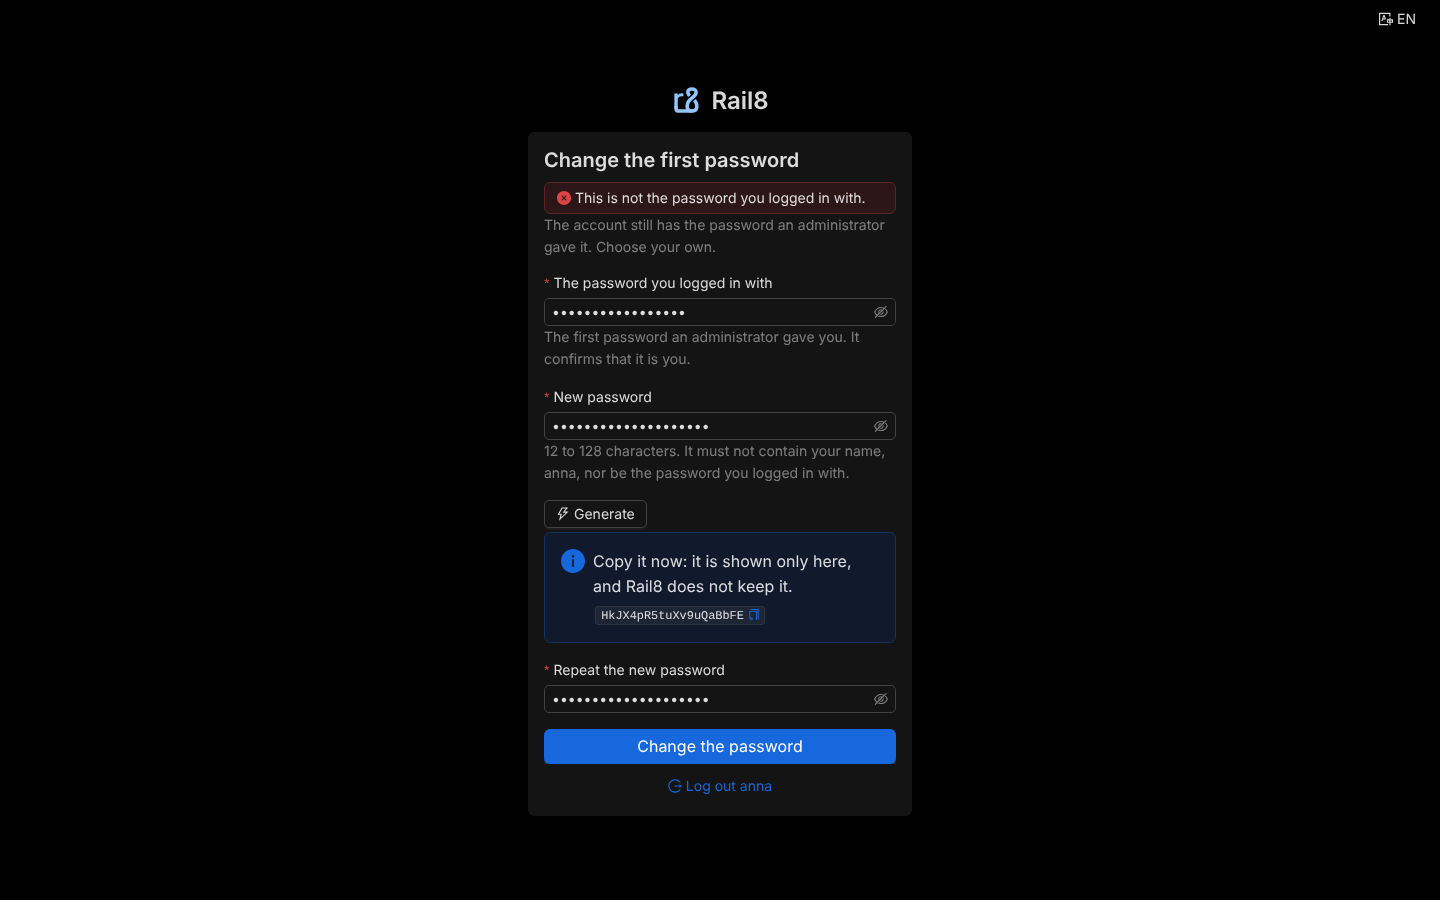 EN
Rail8
Change the first password
This is not the password you logged in with.
The account still has the password an administrator
gave it. Choose your own.
* The password you logged in with
•••••••••••••••••
The first password an administrator gave you. It
confirms that it is you.
* New password
••••••••••••••••••••
12 to 128 characters. It must not contain your name,
anna, nor be the password you logged in with.
Generate
Copy it now: it is shown only here,
and Rail8 does not keep it.
HkJX4pR5tuXv9uQaBbFE
* Repeat the new password
••••••••••••••••••••
Change the password
Log out anna